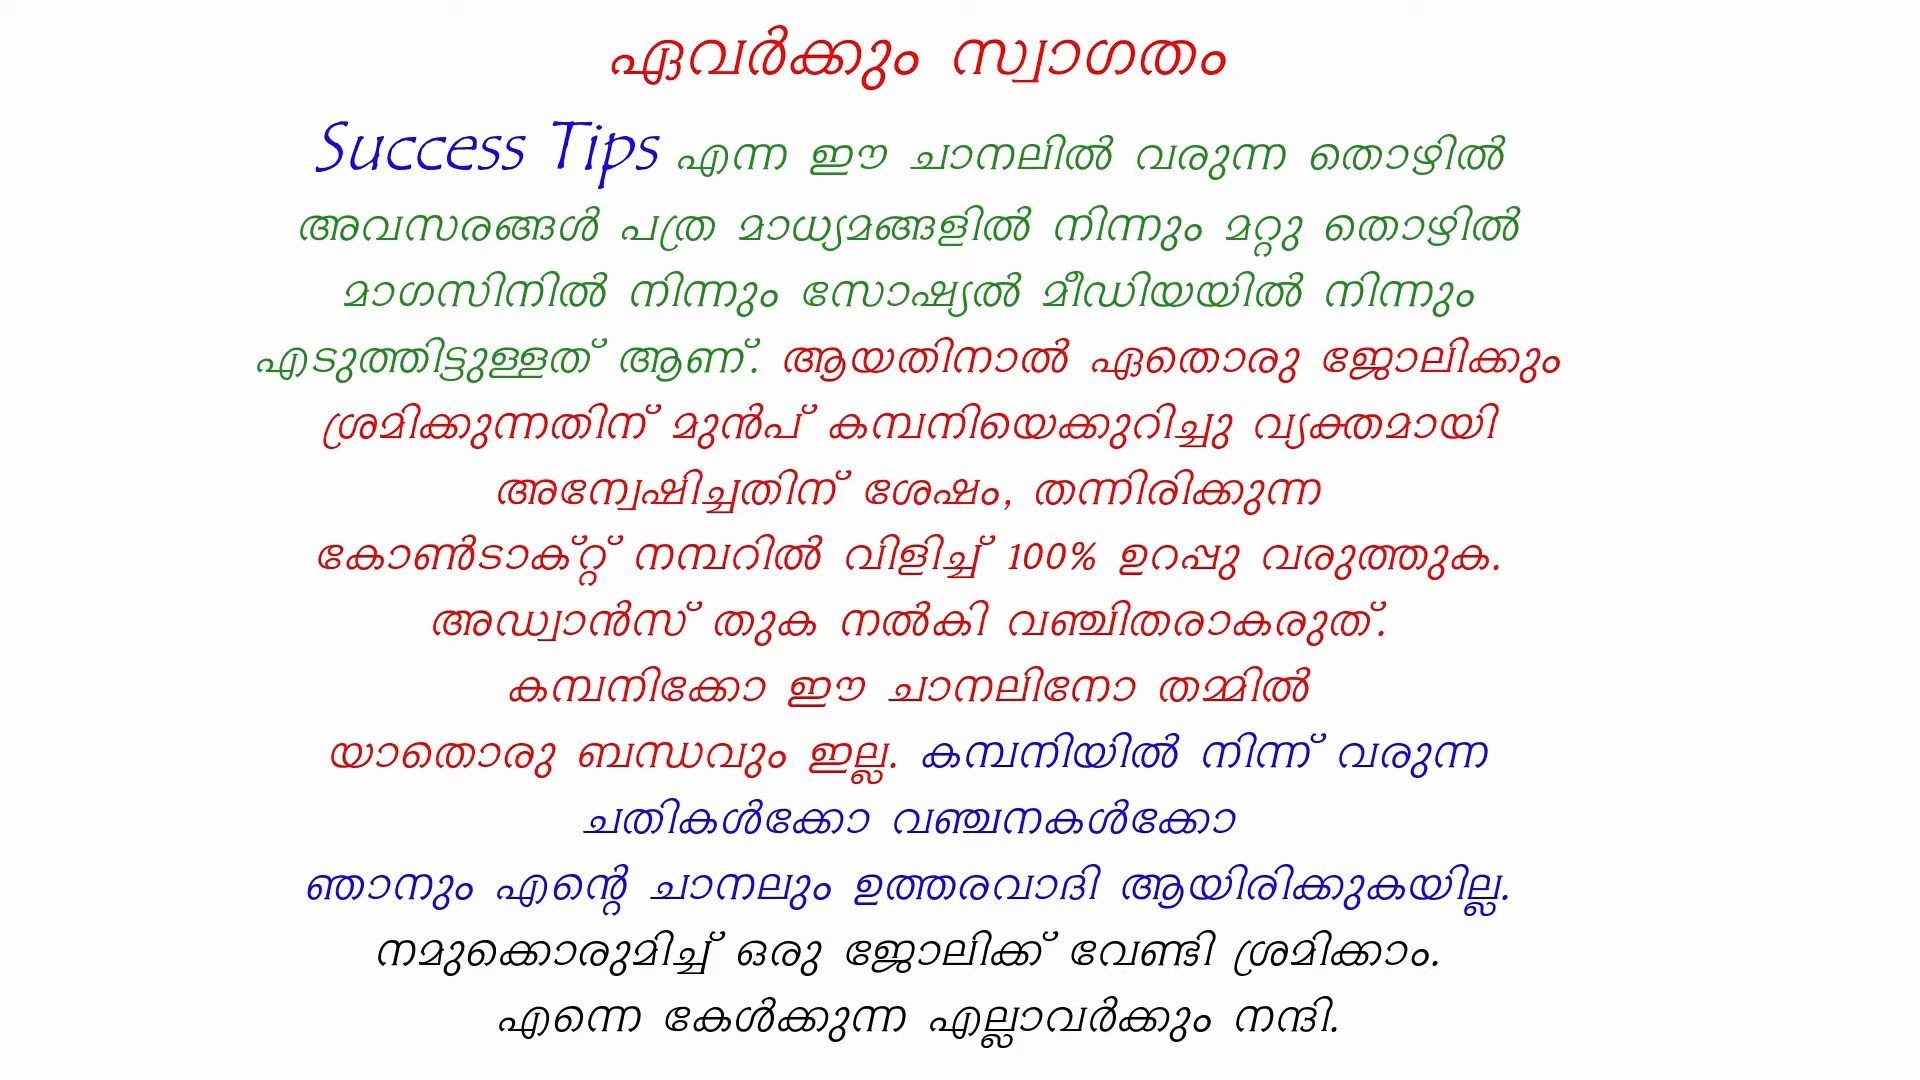 ഏവർക്കും സ്വാഗതം
Success Tips എന്ന ഈ ചാനലിൽ വരുന്ന തൊഴിൽ
അവസരങ്ങൾ പത്ര മാധ്യമങ്ങളിൽ നിന്നും മറ്റു തൊഴിൽ
മാഗസിനിൽ നിന്നും സോഷ്യൽ മീഡിയയിൽ നിന്നും
എടുത്തിട്ടുള്ളത് ആണ്. ആയതിനാൽ ഏതൊരു ജോലിക്കും
ശ്രമിക്കുന്നതിന് മുൻപ് കമ്പനിയെക്കുറിച്ചു വ്യക്തമായി
അന്വേഷിച്ചതിന് ശേഷം, തന്നിരിക്കുന്ന
കോൺടാക്റ്റ് നമ്പറിൽ വിളിച്ച് 100% ഉറപ്പു വരുത്തുക.
അഡ്വാൻസ് തുക നൽകി വഞ്ചിതരാകരുത്.
കമ്പനിക്കോ ഈ ചാനലിനോ തമ്മിൽ
യാതൊരു ബന്ധവും ഇല്ല. കമ്പനിയിൽ നിന്ന് വരുന്ന
ചതികൾക്കോ വഞ്ചനകൾക്കോ
ഞാനും എന്റെ ചാനലും ഉത്തരവാദി ആയിരിക്കുകയില്ല.
നമുക്കൊരുമിച്ച് ഒരു ജോലിക്ക് വേണ്ടി ശ്രമിക്കാം.
എന്നെ കേൾക്കുന്ന എല്ലാവർക്കും നന്ദി.